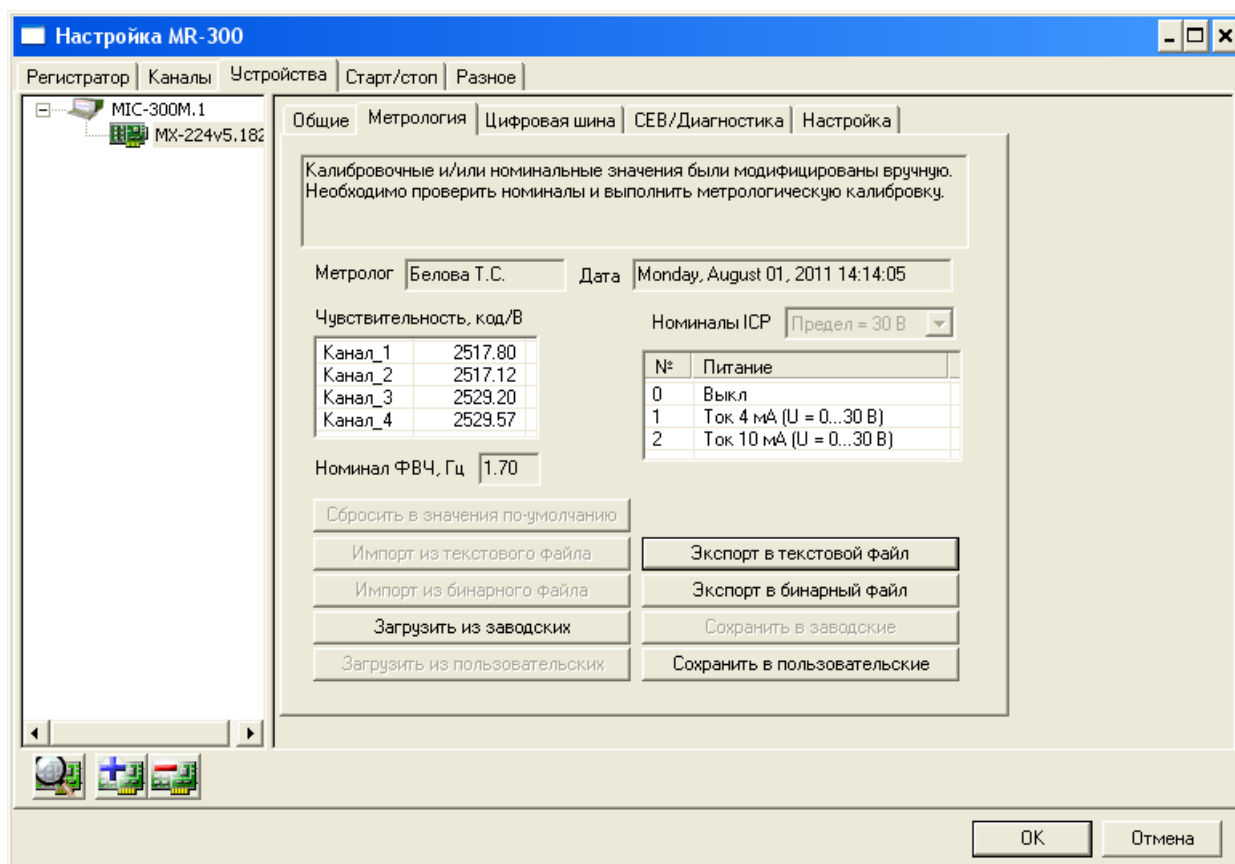 Настройка MR-300
Регистратор Каналы Устройства Старт/стоп Разное
MIC-300M.1
MX-224v5.182
Общие Метрология Цифровая шина СЕВ/Диагностика Настройка
Калибровочные и/или номинальные значения были модифицированы вручную.
Необходимо проверить номиналы и выполнить метрологическую калибровку.
Метролог Белова Т.С. Дата Monday, August 01, 2011 14:14:05
Чувствительность, код/В
Канал_1 2517.80
Канал_2 2517.12
Канал_3 2529.20
Канал_4 2529.57
Номинал ФВЧ, Гц 1.70
Номиналы ICP Предел = 30 В
№ Питание
0 Выкл
1 Ток 4 мА (U = 0...30 В)
2 Ток 10 мА (U = 0...30 В)
Сбросить в значения по-умолчанию
Импорт из текстового файла Экспорт в текстовой файл
Импорт из бинарного файла Экспорт в бинарный файл
Загрузить из заводских Сохранить в заводские
Загрузить из пользовательских Сохранить в пользовательские
OK Отмена